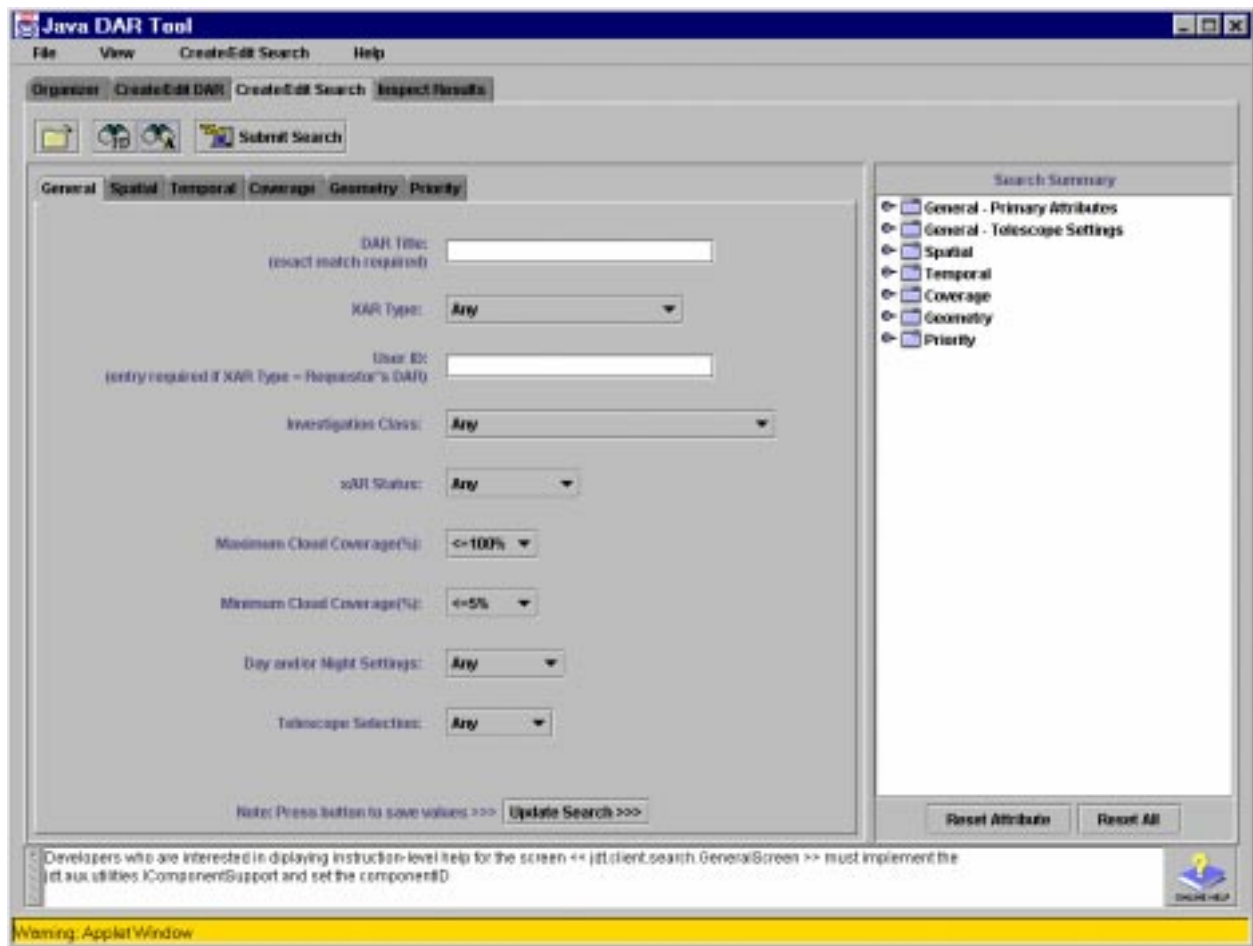 Java DAR Tool
File View Create/Edit Search Help
Organizer Create/Edit DAR Create/Edit Search Inspect Results
ID A Submit Search
General Spatial Temporal Coverage Geometry Priority
DAR Title:
(exact match required)
XAR Type: Any
User ID:
(entry required if XAR Type = Requestor's DAR)
Investigation Class: Any
xAR Status: Any
Maximum Cloud Coverage(%): <=100%
Minimum Cloud Coverage(%): <=5%
Day and/or Night Settings: Any
Telescope Selection: Any
Note: Press button to save values >>> Update Search >>>
Search Summary
General - Primary Attributes
General - Telescope Settings
Spatial
Temporal
Coverage
Geometry
Priority
Reset Attribute Reset All
Developers who are interested in diplaying instruction-level help for the screen << jdt.client.search.GeneralScreen >> must implement the
jdt.aux.utilities.IComponentSupport and set the componentID
ONLINE HELP
Warning: Applet Window